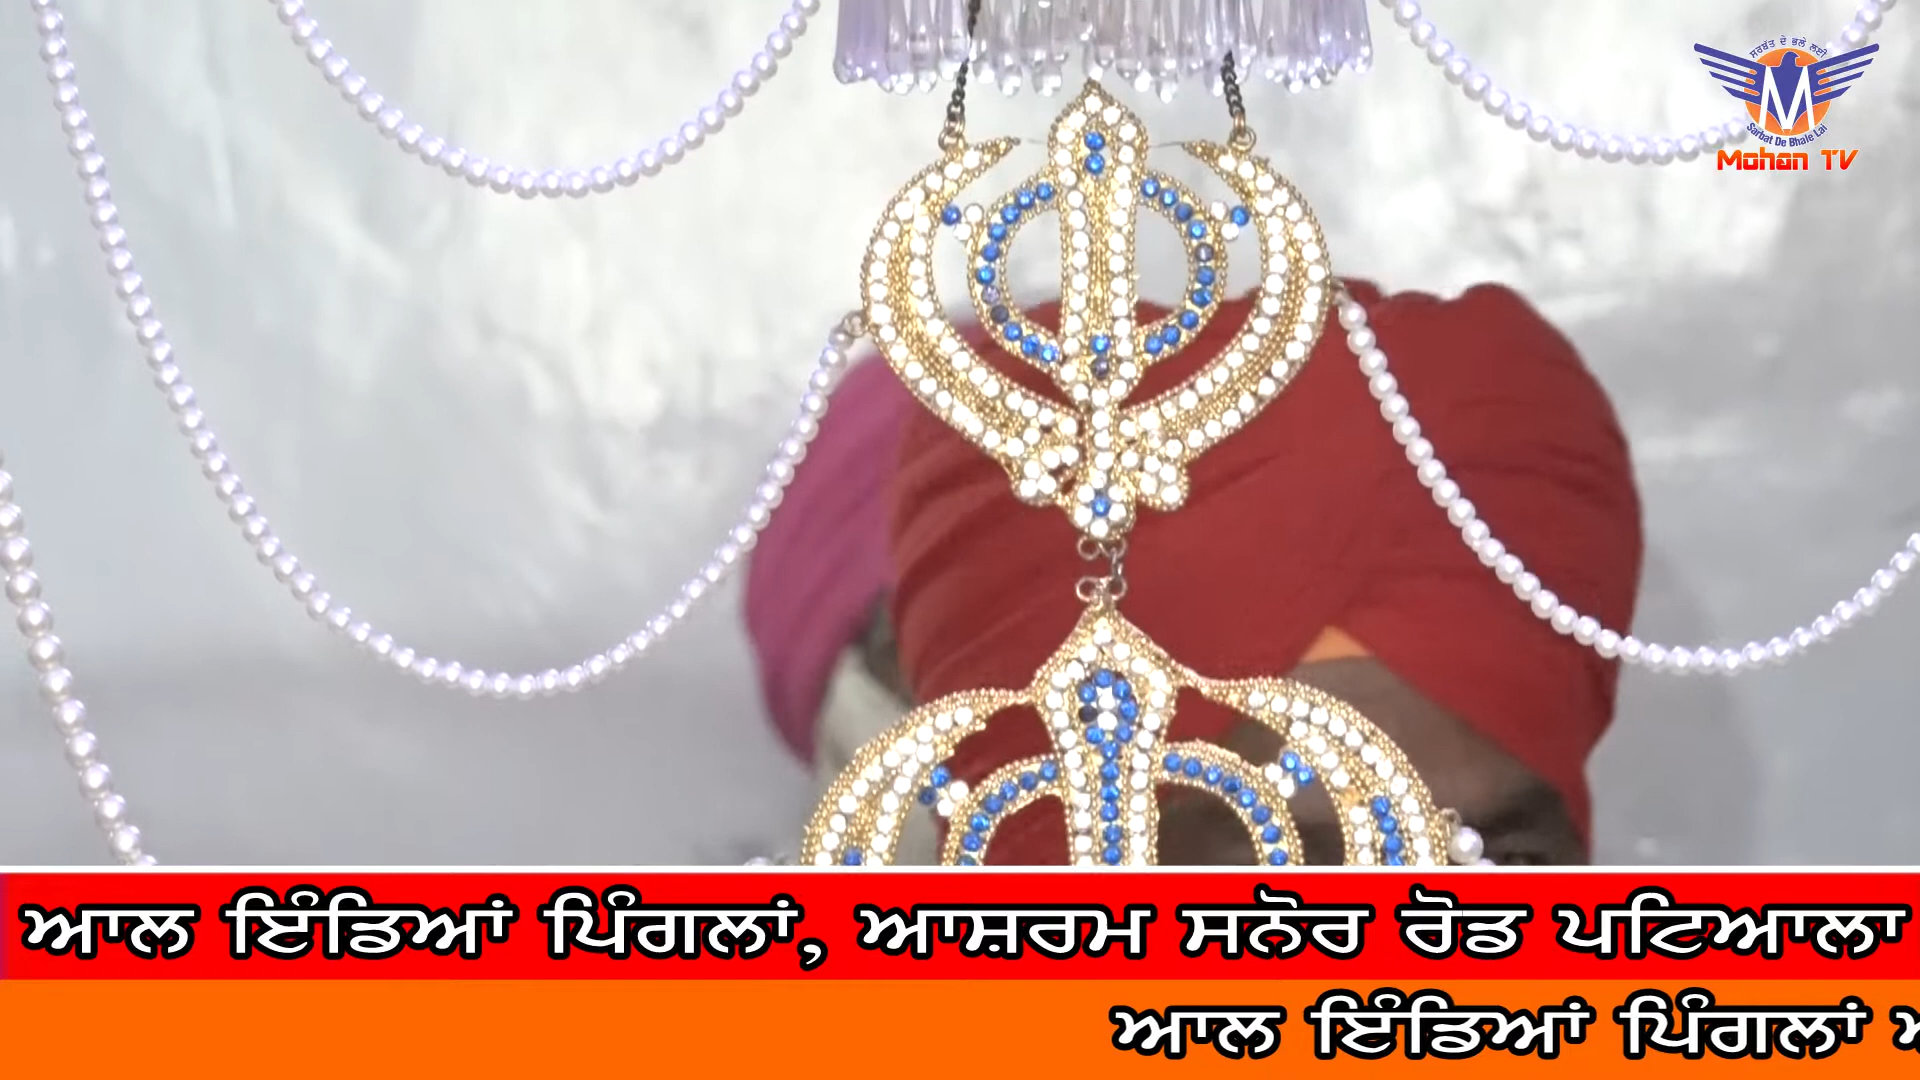 ਸਰਬੱਤ ਦੇ ਭਲੇ ਲਈ
M
Sarbat De Bhale Lai
Mohan TV
ਆਲ ਇੰਡਿਆਂ ਪਿੰਗਲਾਂ, ਆਸ਼ਰਮ ਸਨੋਰ ਰੋਡ ਪਟਿਆਲਾ
ਆਲ ਇੰਡਿਆਂ ਪਿੰਗਲਾਂ